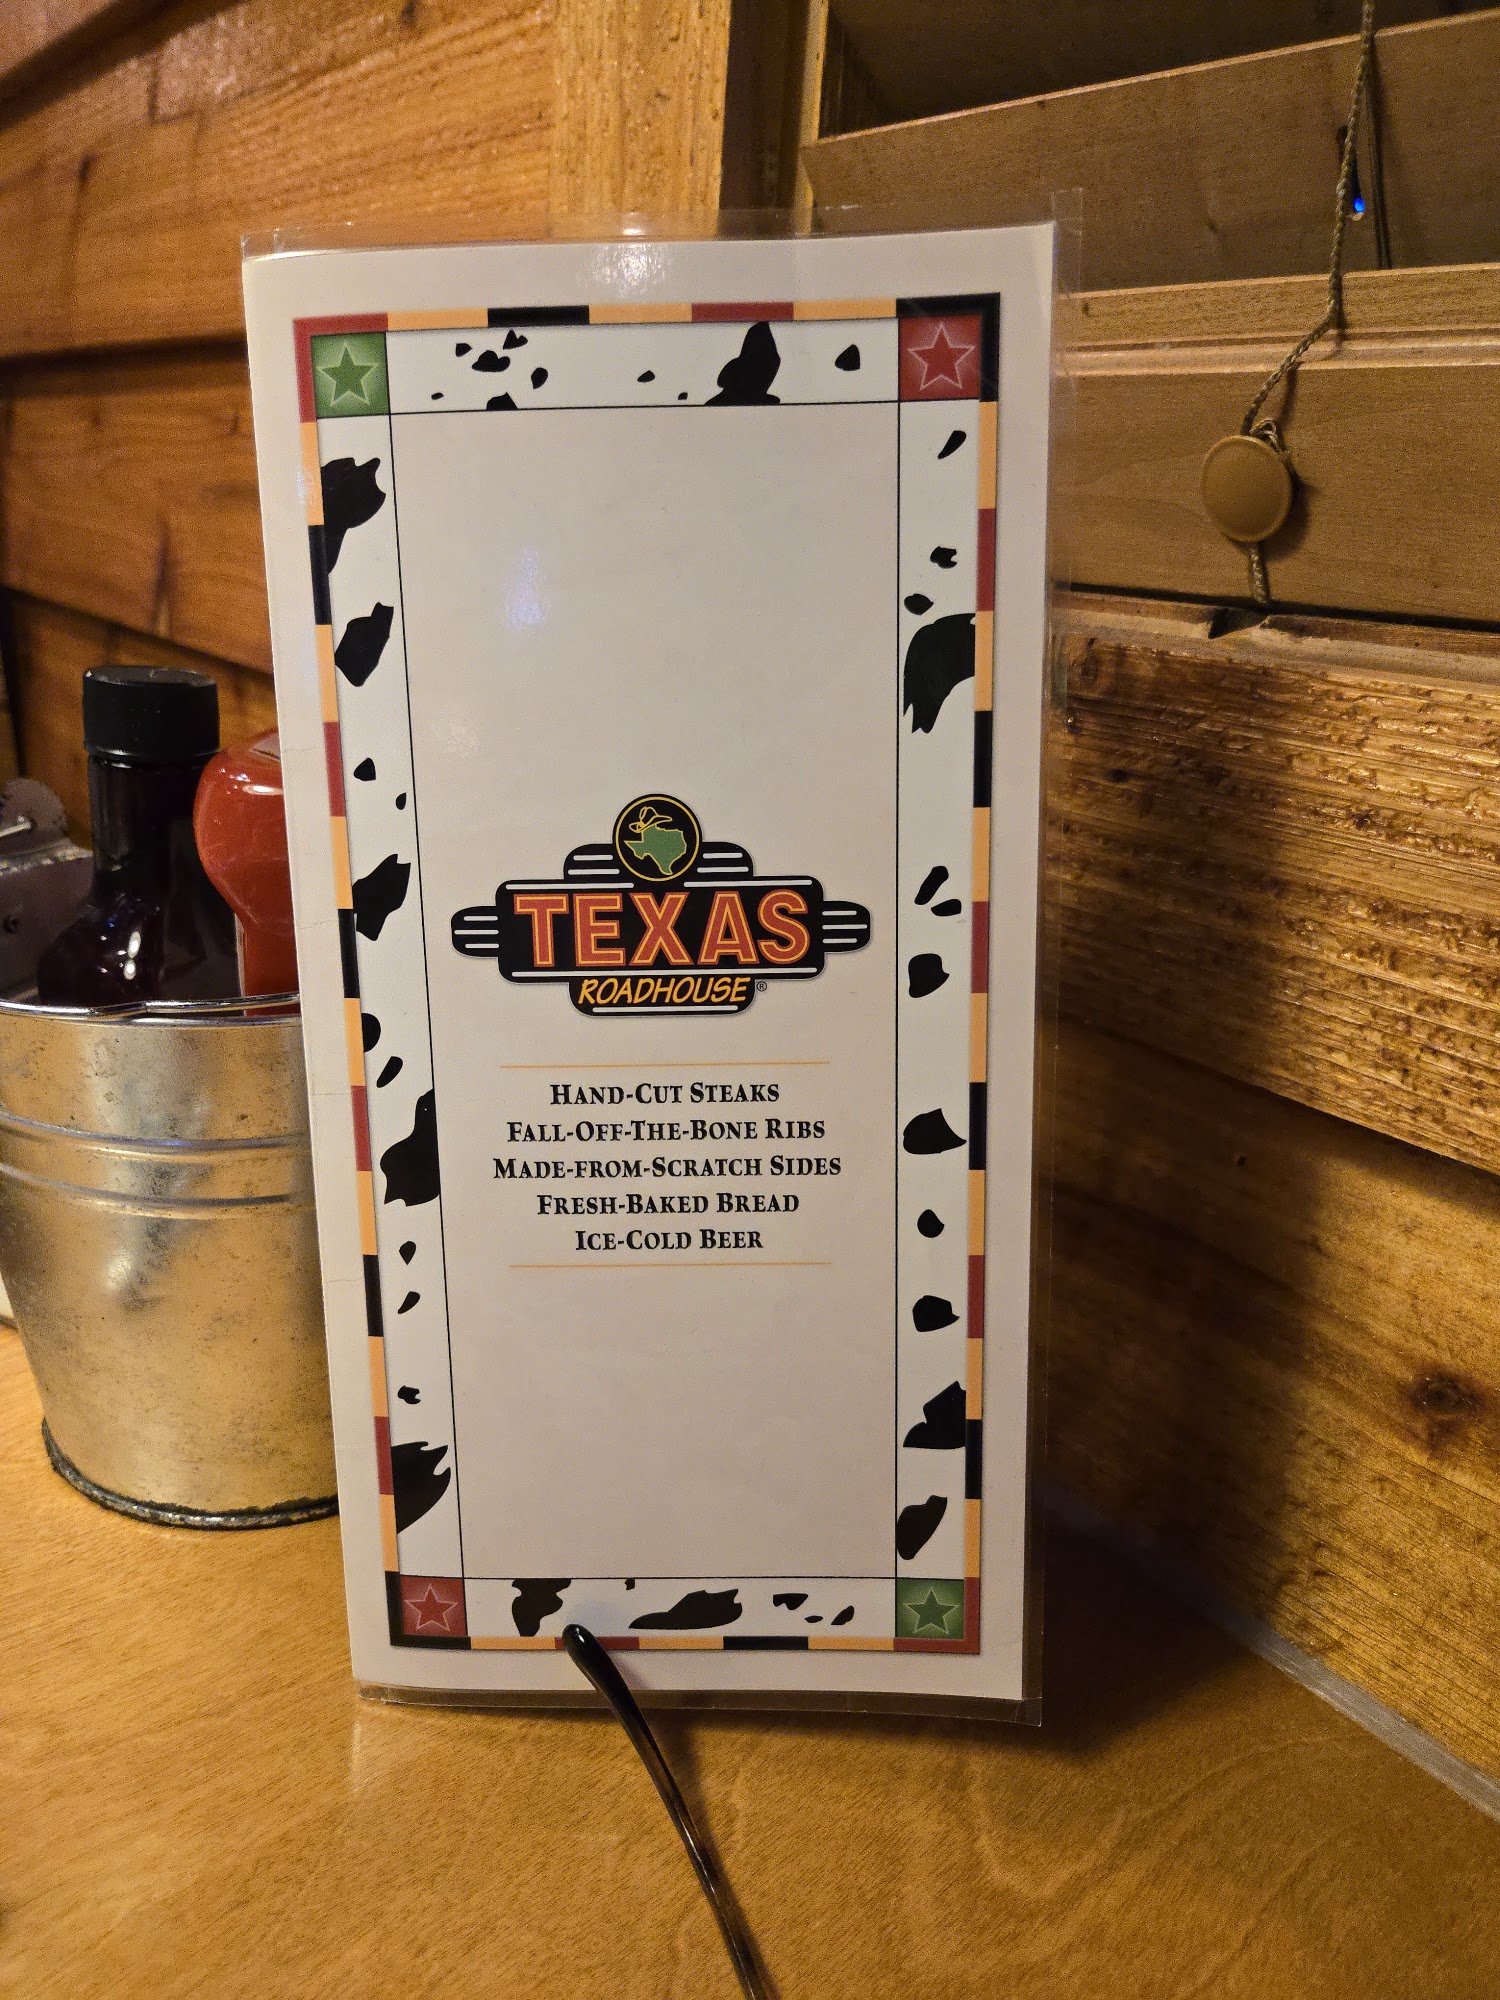 TEXAS
ROADHOUSE®
HAND-CUT STEAKS
FALL-OFF-THE-BONE RIBS
MADE-FROM-SCRATCH SIDES
FRESH-BAKED BREAD
ICE-COLD BEER